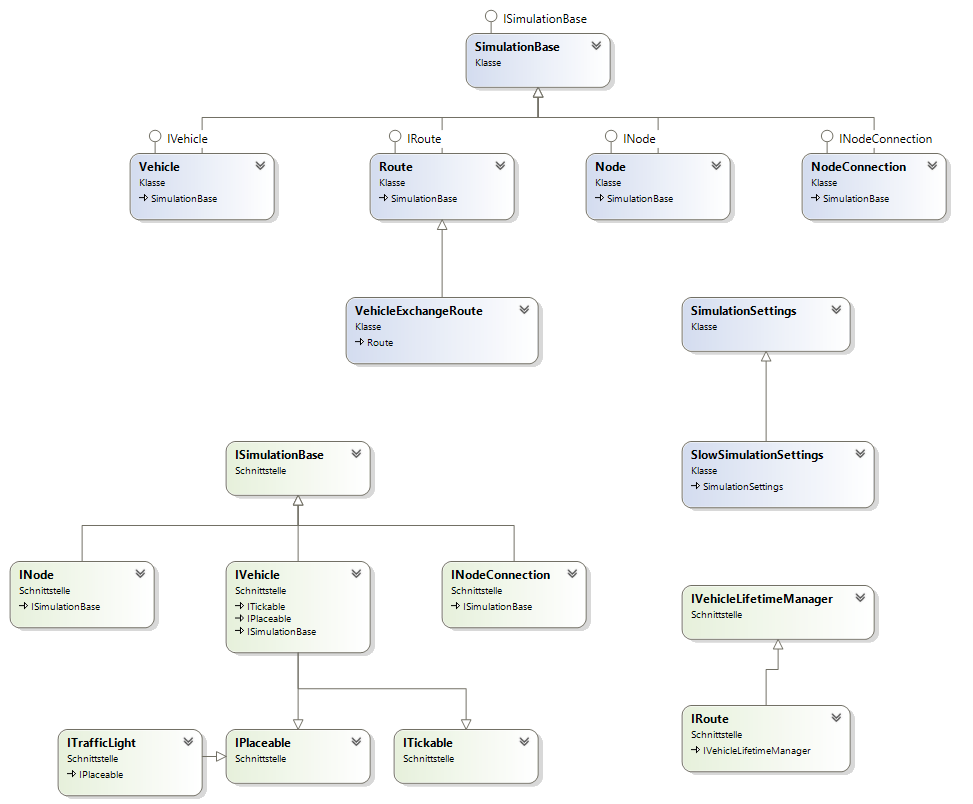 ISimulationBase
SimulationBase
Klasse
IVehicle
IRoute
INode
INodeConnection
Vehicle
Klasse
SimulationBase
Route
Klasse
SimulationBase
Node
Klasse
SimulationBase
NodeConnection
Klasse
SimulationBase
VehicleExchangeRoute
Klasse
Route
SimulationSettings
Klasse
ISimulationBase
Schnittstelle
SlowSimulationSettings
Klasse
SimulationSettings
INode
Schnittstelle
ISimulationBase
IVehicle
Schnittstelle
ITickable
IPlaceable
ISimulationBase
INodeConnection
Schnittstelle
ISimulationBase
IVehicleLifetimeManager
Schnittstelle
ITrafficLight
Schnittstelle
IPlaceable
IPlaceable
Schnittstelle
ITickable
Schnittstelle
IRoute
Schnittstelle
IVehicleLifetimeManager